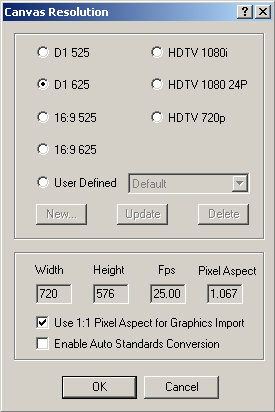 Canvas Resolution
D1 525 HDTV 1080i
D1 625 HDTV 1080 24P
16:9 525 HDTV 720p
16:9 625
User Defined Default
New... Update Delete
Width Height Fps Pixel Aspect
720 576 25.00 1.067
Use 1:1 Pixel Aspect for Graphics Import
Enable Auto Standards Conversion
OK Cancel